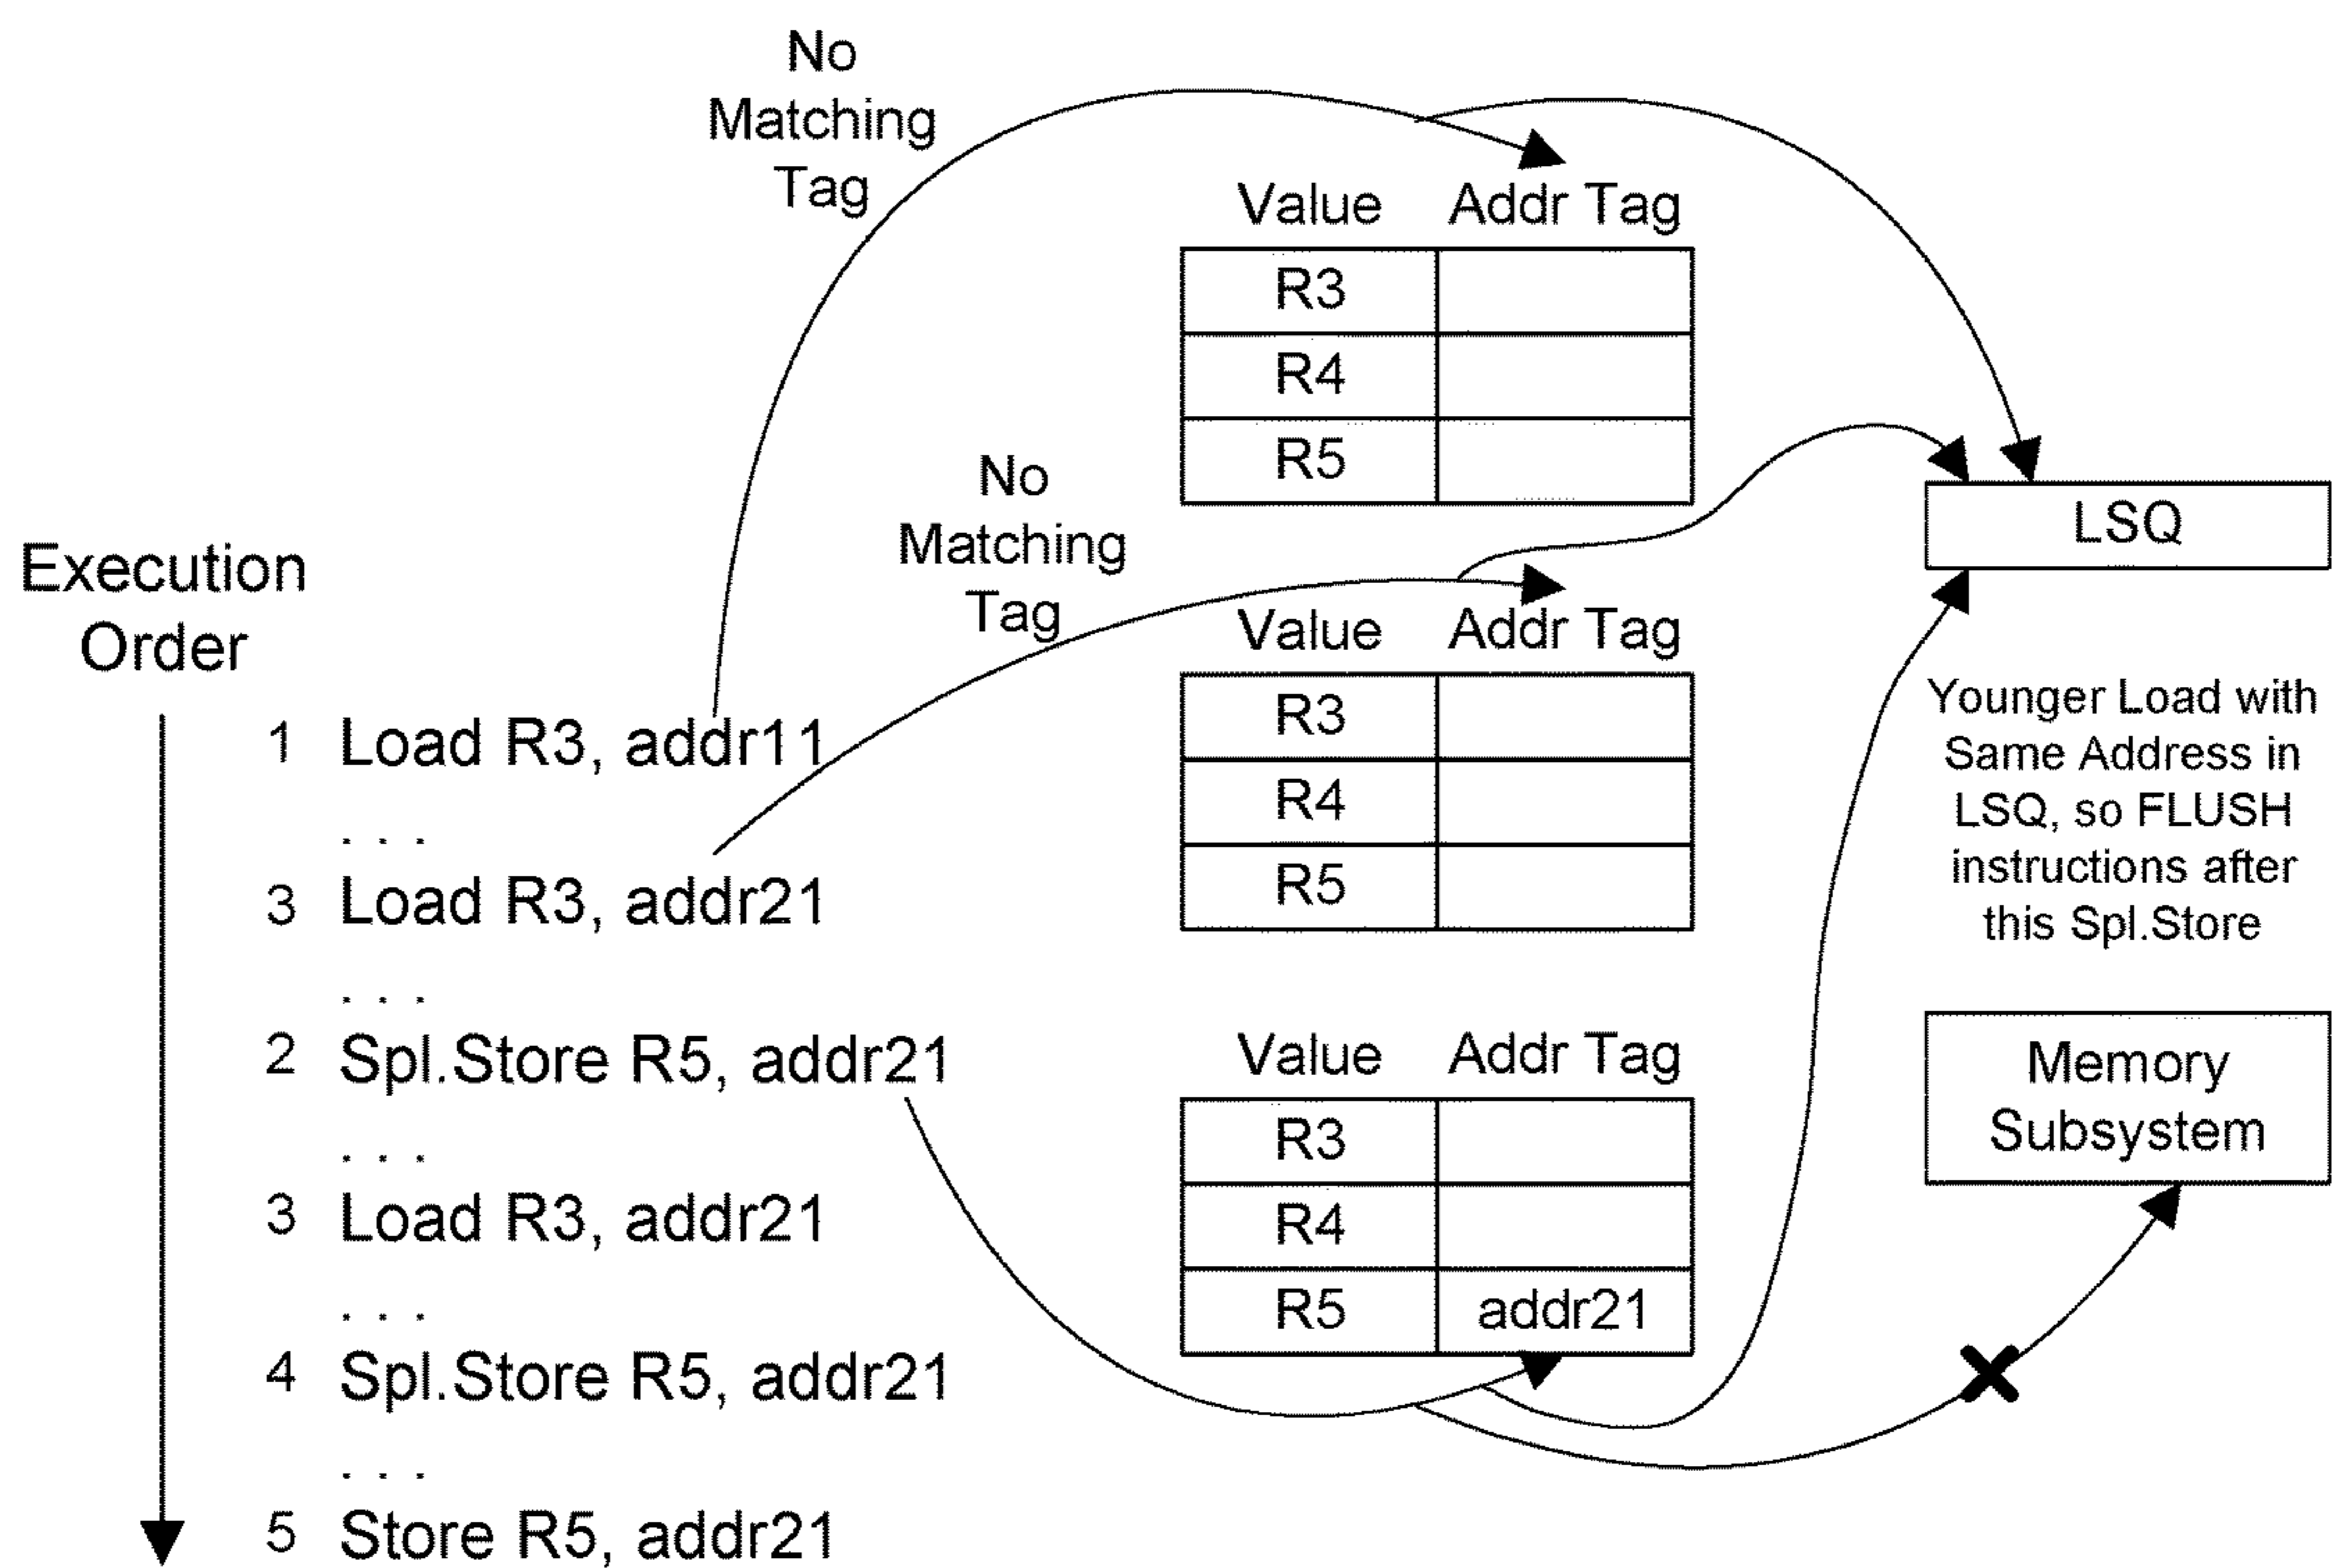 No
Matching
Tag
Value Addr Tag
R3
R4
R5
No
Matching
Tag
LSQ
Execution
Order
Value Addr Tag
R3
R4
R5
Younger Load with
Same Address in
LSQ, so FLUSH
instructions after
this Spl.Store
1 Load R3, addr11
. . .
3 Load R3, addr21
. . .
2 Spl.Store R5, addr21
. . .
3 Load R3, addr21
. . .
4 Spl.Store R5, addr21
. . .
5 Store R5, addr21
Value Addr Tag
R3
R4
R5 addr21
Memory
Subsystem